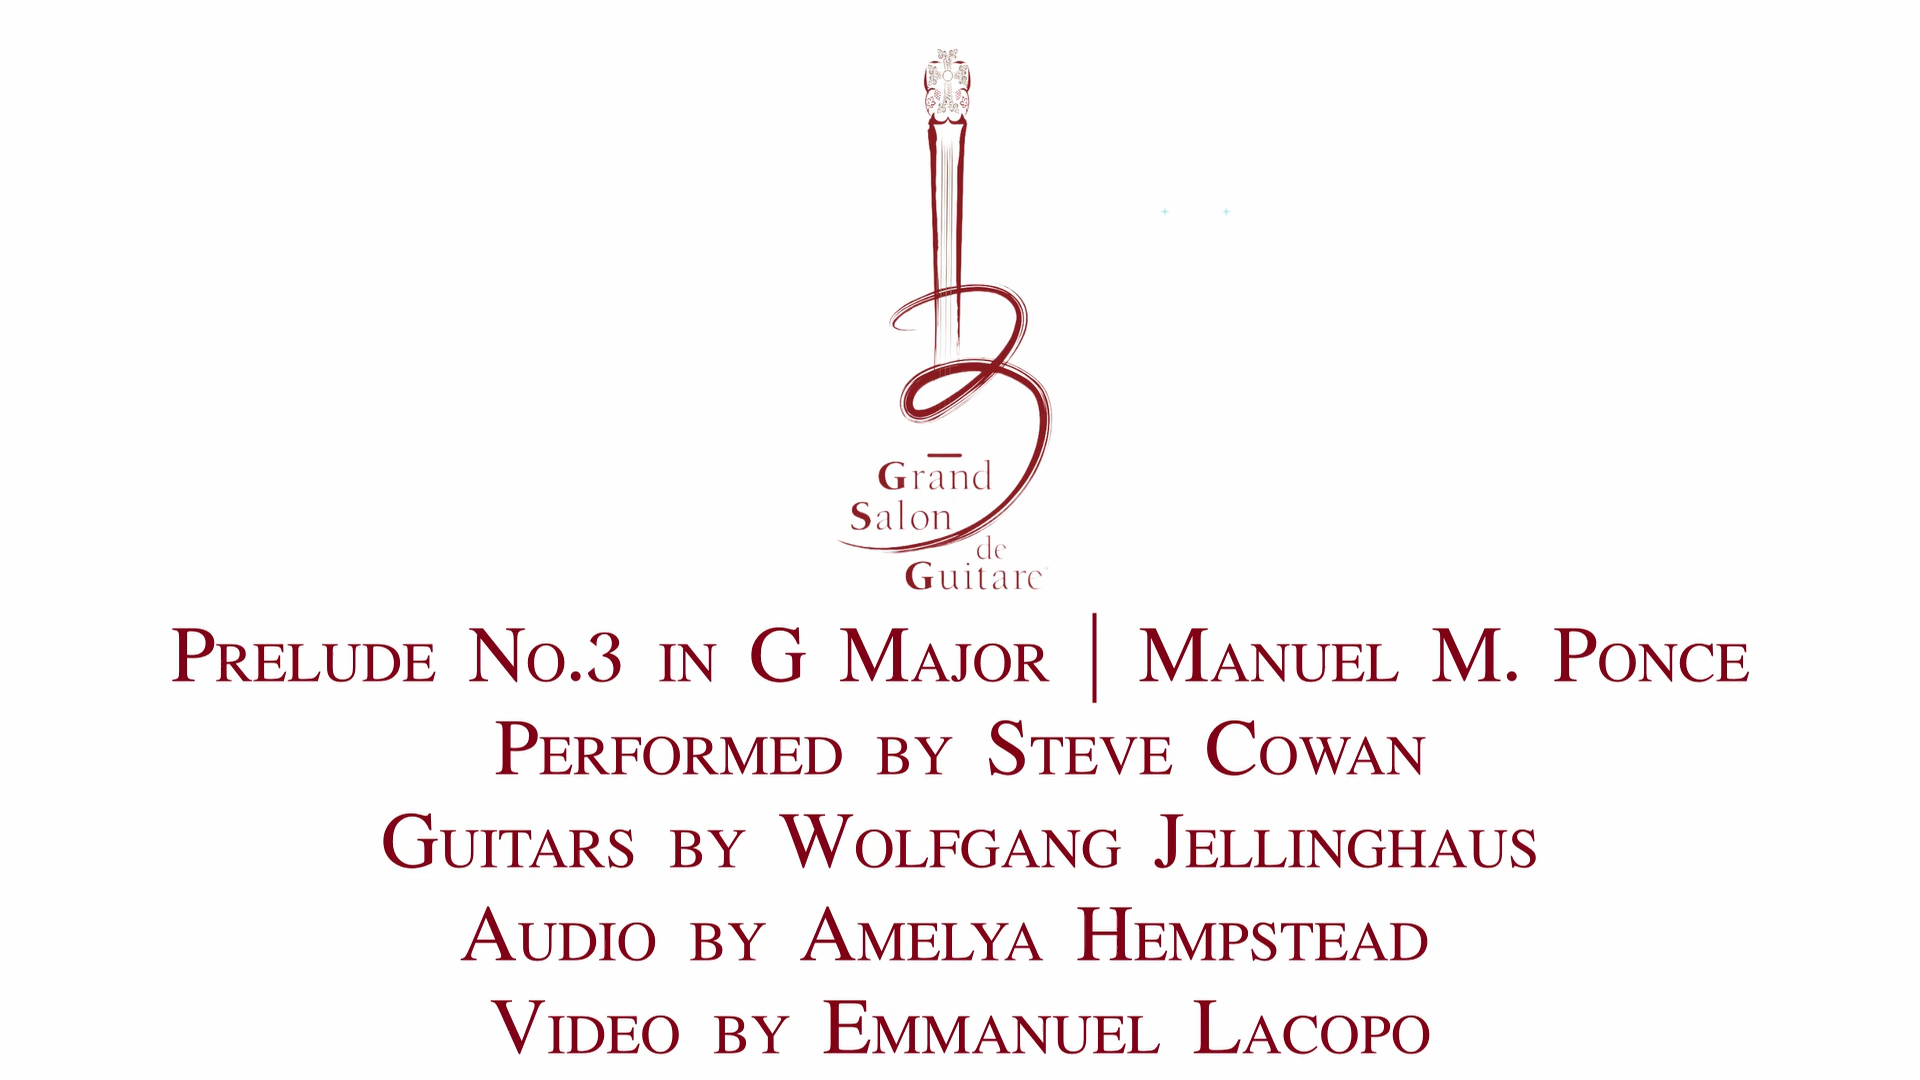 Grand
Salon
de
Guitare
Prelude No.3 in G Major | Manuel M. Ponce
Performed by Steve Cowan
Guitars by Wolfgang Jellinghaus
Audio by Amelya Hempstead
Video by Emmanuel Lacopo